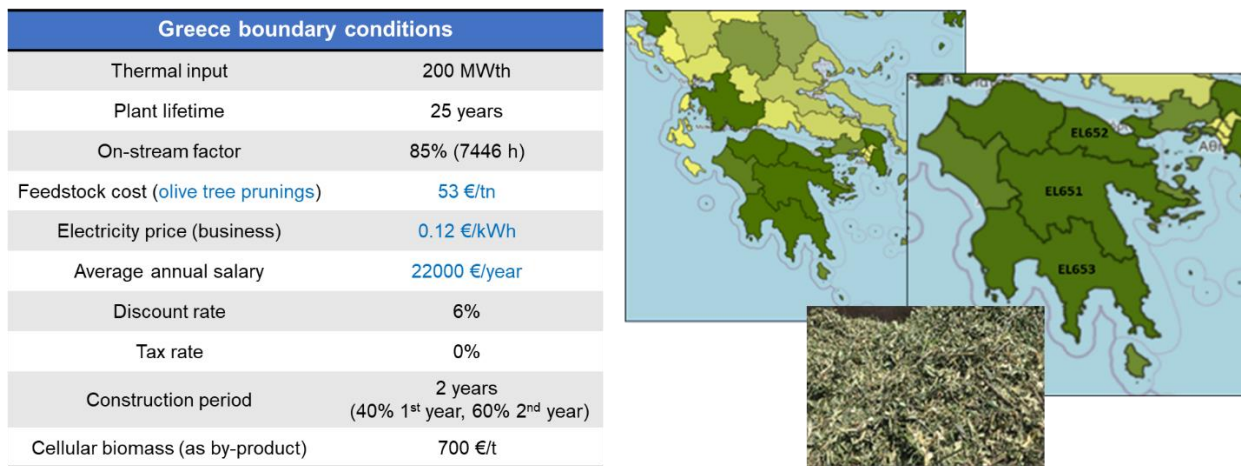 Greece boundary conditions
Thermal input 200 MWth
Plant lifetime 25 years
On-stream factor 85% (7446 h)
Feedstock cost (olive tree prunings) 53 €/tn
Electricity price (business) 0.12 €/kWh
Average annual salary 22000 €/year
Discount rate 6%
Tax rate 0%
Construction period 2 years
(40% 1st year, 60% 2nd year)
Cellular biomass (as by-product) 700 €/t
EL652
EL651
EL653